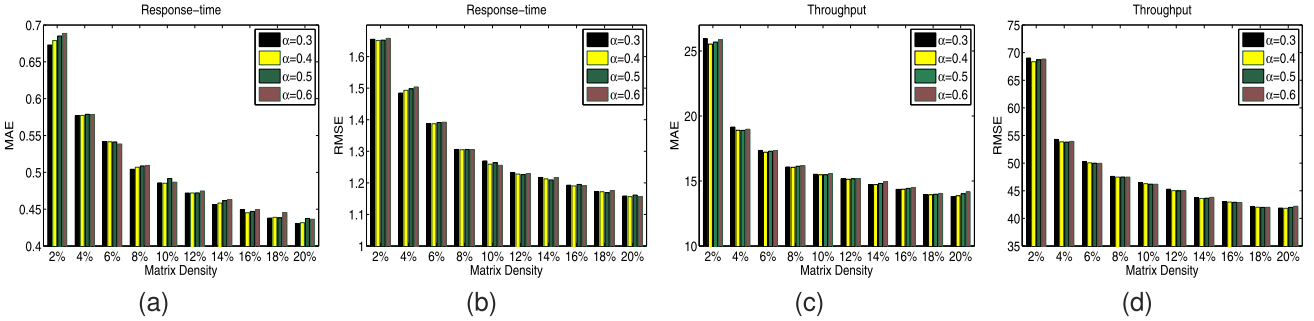 Response-time
MAE
0.7
0.65
0.6
0.55
0.5
0.45
0.4
α=0.3
α=0.4
α=0.5
α=0.6
2% 4% 6% 8% 10% 12% 14% 16% 18% 20%
Matrix Density
(a)
Response-time
RMSE
1.6
1.5
1.4
1.3
1.2
1.1
1
α=0.3
α=0.4
α=0.5
α=0.6
2% 4% 6% 8% 10% 12% 14% 16% 18% 20%
Matrix Density
(b)
Throughput
MAE
25
20
15
10
α=0.3
α=0.4
α=0.5
α=0.6
2% 4% 6% 8% 10% 12% 14% 16% 18% 20%
Matrix Density
(c)
Throughput
RMSE
75
70
65
60
55
50
45
40
35
α=0.3
α=0.4
α=0.5
α=0.6
2% 4% 6% 8% 10% 12% 14% 16% 18% 20%
Matrix Density
(d)